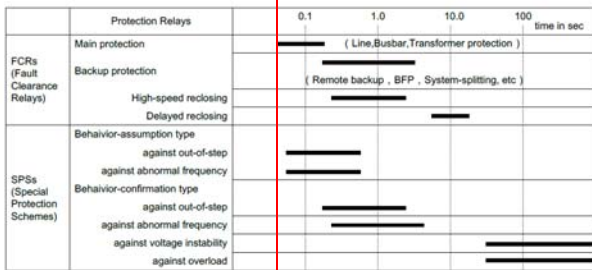 Protection Relays
0.1 1.0 10.0 100
time in sec
FCRs
(Fault
Clearance
Relays)
Main protection
( Line,Busbar,Transformer protection )
Backup protection
( Remote backup , BFP , System-splitting, etc )
High-speed reclosing
Delayed reclosing
SPSs
(Special
Protection
Schemes)
Behaivior-assumption type
against out-of-step
against abnormal frequency
Behaivior-confirmation type
against out-of-step
against abnormal frequency
against voltage instability
against overload